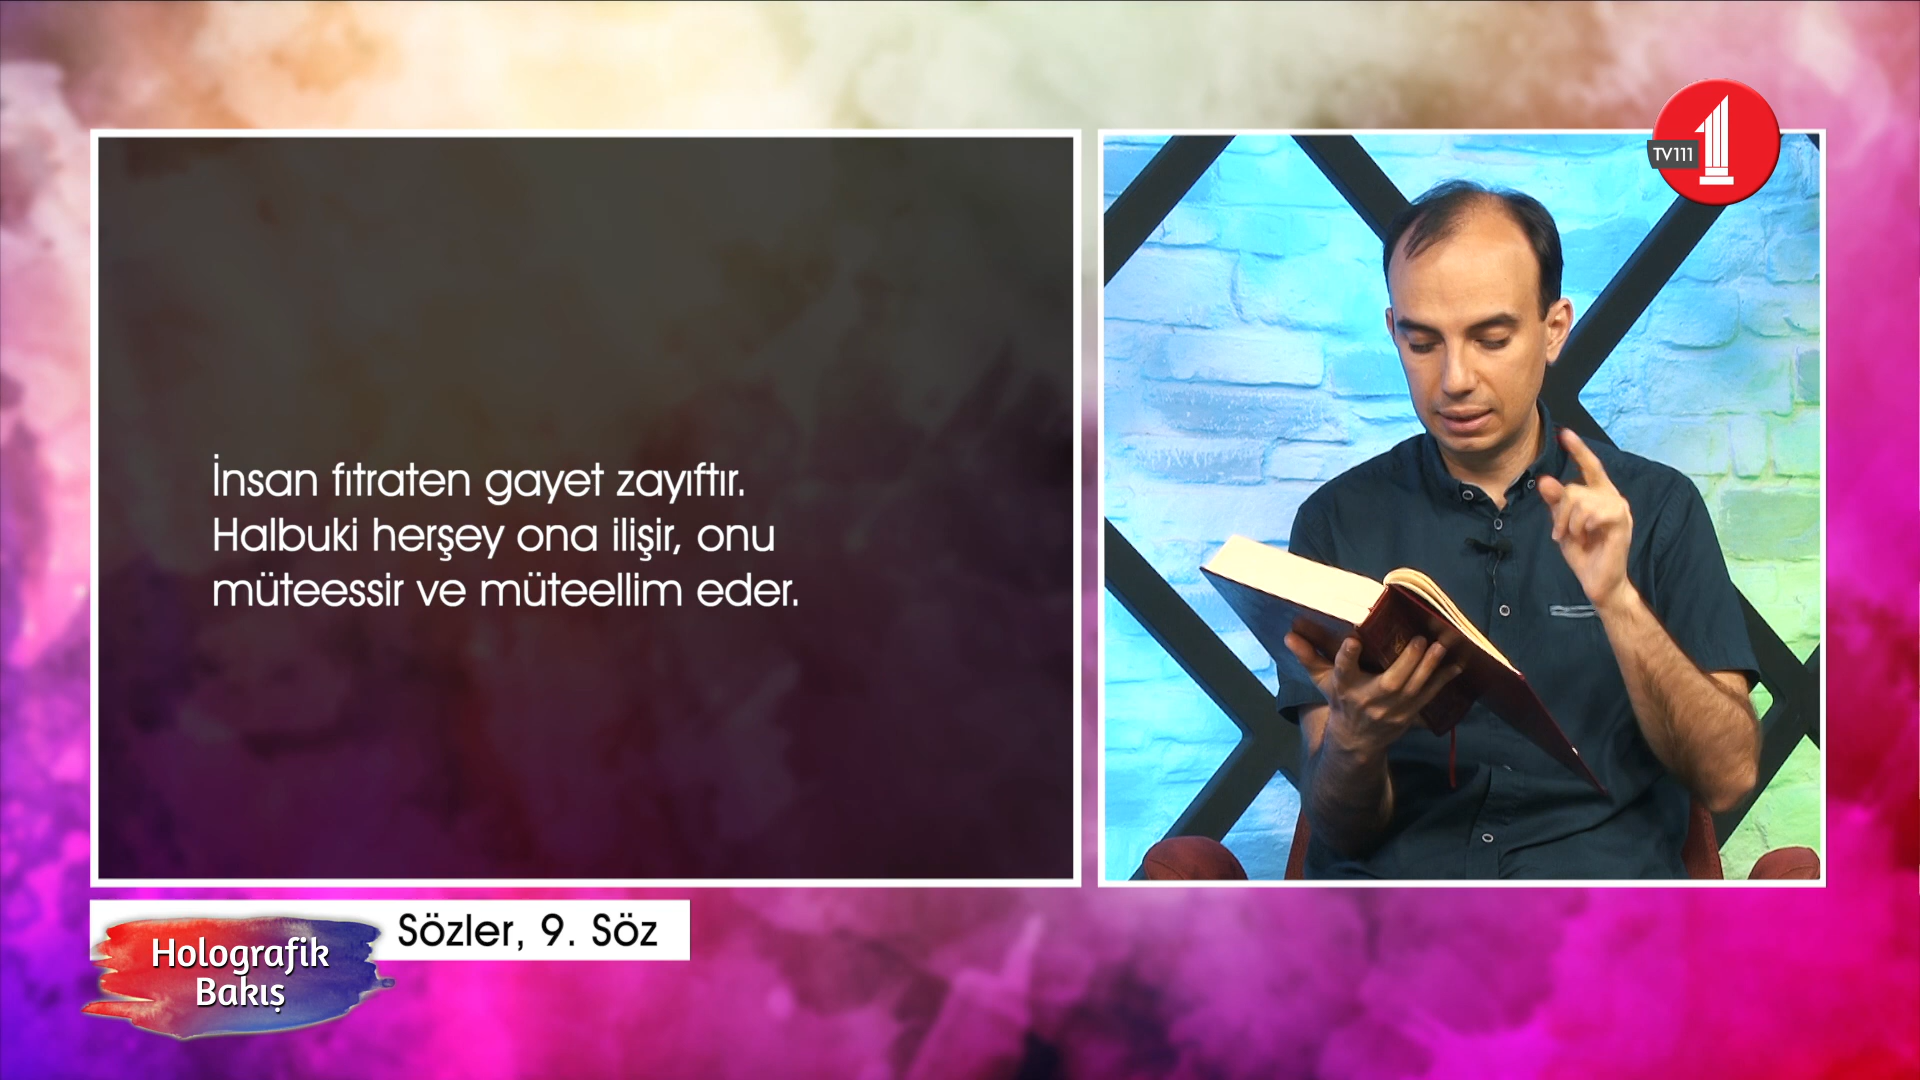 TV111
İnsan fıtraten gayet zayıftır.
Halbuki herşey ona ilişir, onu
müteessir ve müteellim eder.
Sözler, 9. Söz
Holografik
Bakış